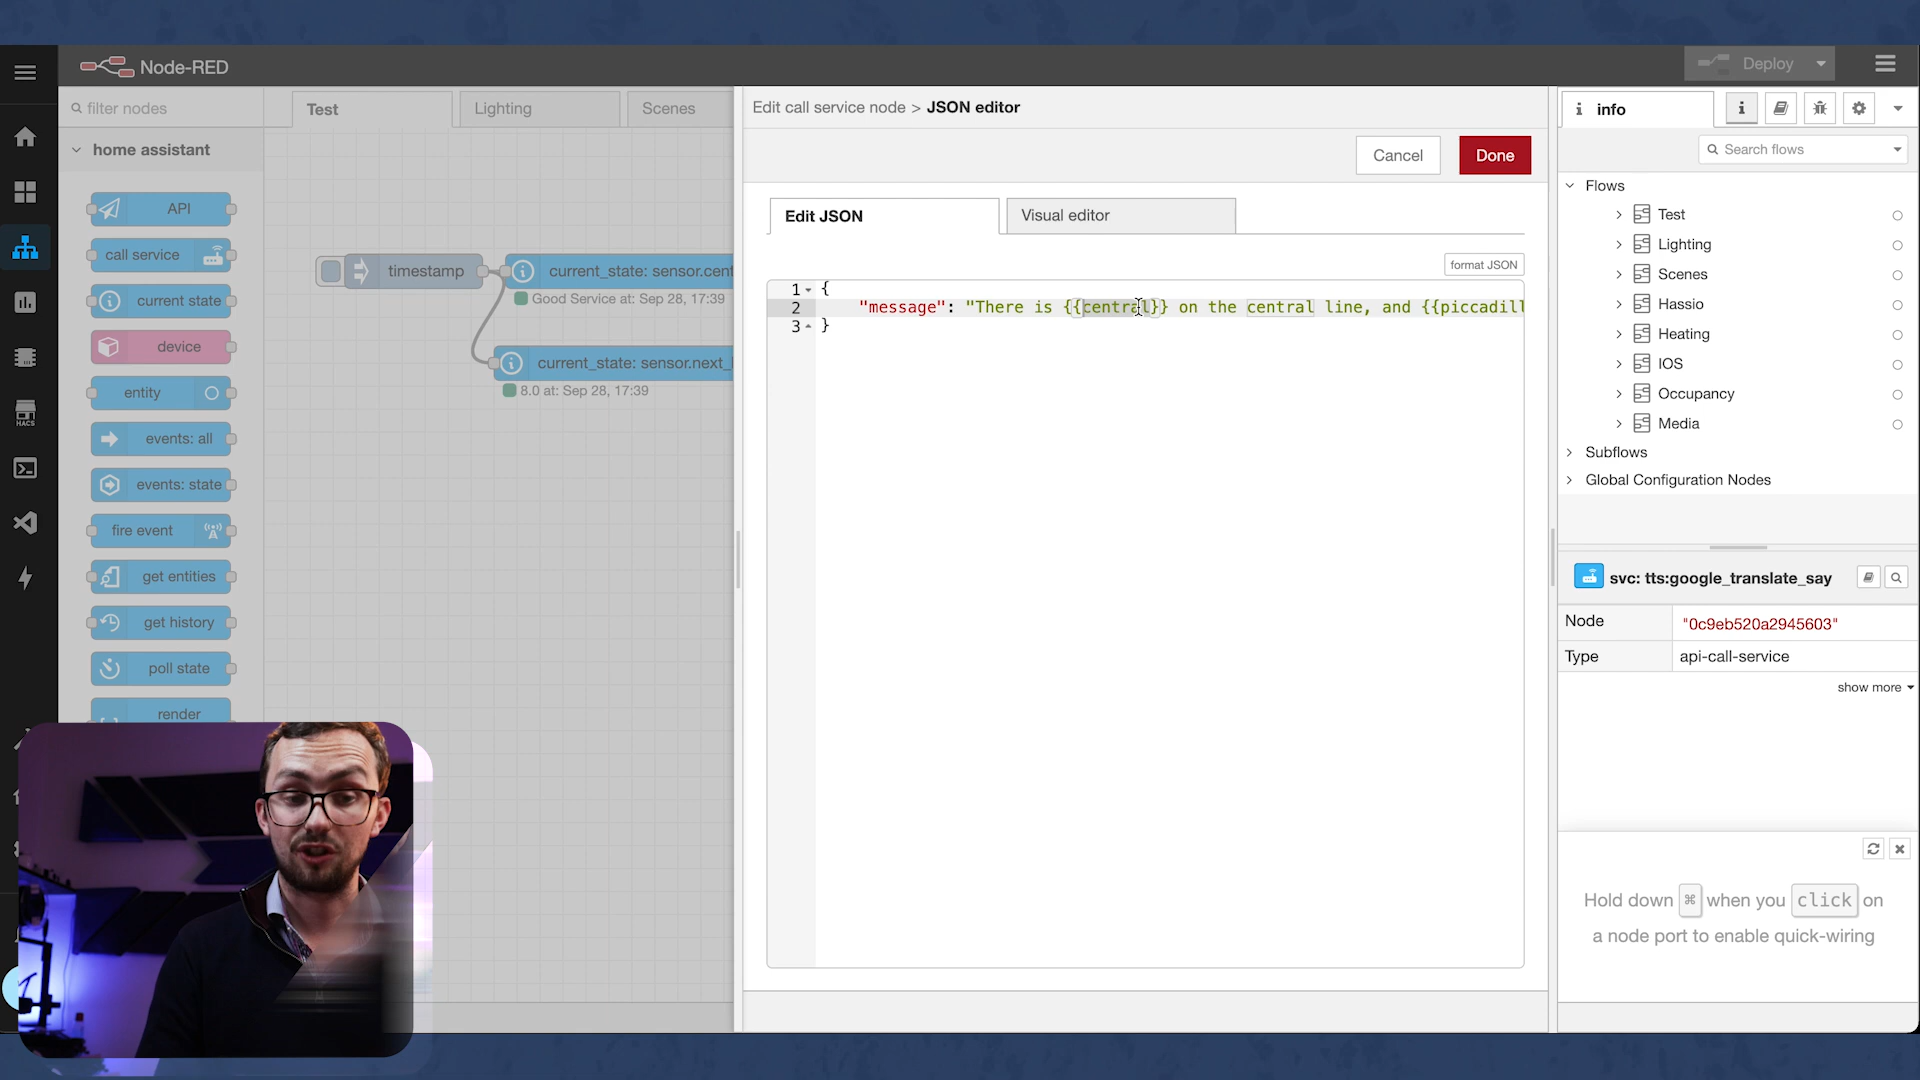 Node-RED
Deploy
filter nodes
Test
Lighting
Scenes
Edit call service node > JSON editor
info
Cancel
Done
Search flows
home assistant
Flows
Test
Lighting
Scenes
Hassio
Heating
IOS
Occupancy
Media
Subflows
Global Configuration Nodes
API
call service
current state
device
entity
events: all
events: state
fire event
get entities
get history
poll state
render
HACS
timestamp
current_state: sensor.cent
Good Service at: Sep 28, 17:39
current_state: sensor.next_
8.0 at: Sep 28, 17:39
Edit JSON
Visual editor
format JSON
1 {
2 "message": "There is {{central}} on the central line, and {{piccadill
3 }
svc: tts:google_translate_say
Node "0c9eb520a2945603"
Type api-call-service
show more
Hold down ⌘ when you click on
a node port to enable quick-wiring